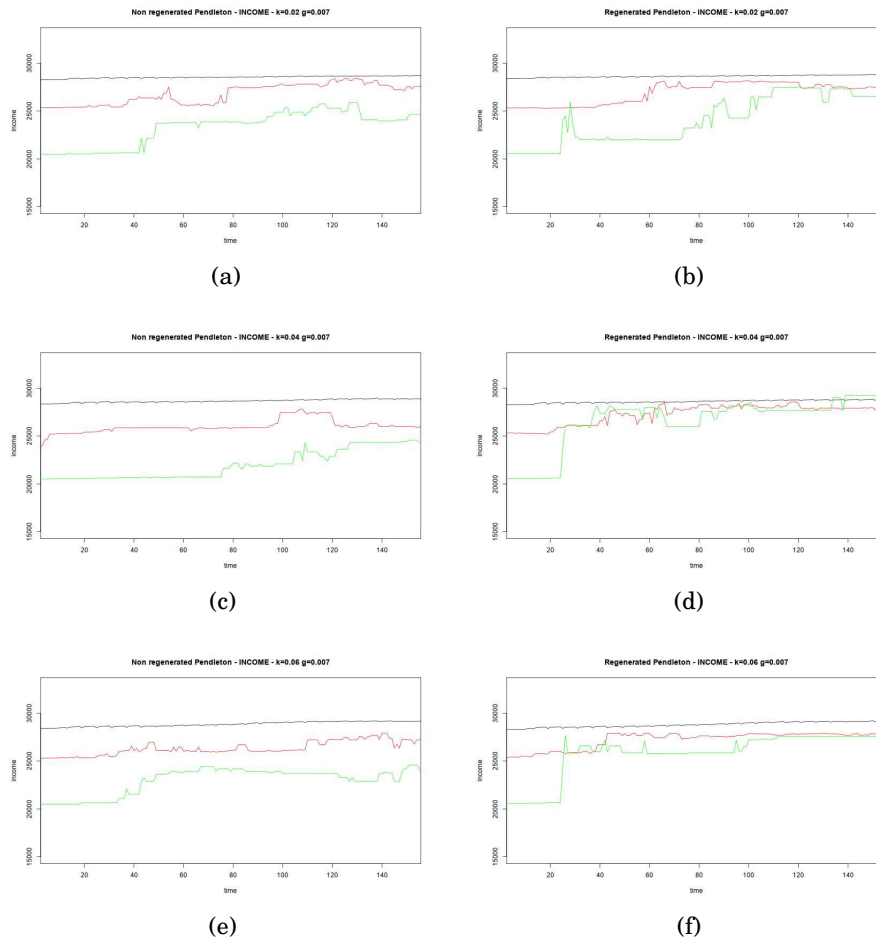 Non regenerated Pendleton - INCOME - k=0.02 g=0.007
income
15000 20000 25000 30000
20 40 60 80 100 120 140
time
(a)
Regenerated Pendleton - INCOME - k=0.02 g=0.007
income
15000 20000 25000 30000
20 40 60 80 100 120 140
time
(b)
Non regenerated Pendleton - INCOME - k=0.04 g=0.007
income
15000 20000 25000 30000
20 40 60 80 100 120 140
time
(c)
Regenerated Pendleton - INCOME - k=0.04 g=0.007
income
15000 20000 25000 30000
20 40 60 80 100 120 140
time
(d)
Non regenerated Pendleton - INCOME - k=0.06 g=0.007
income
15000 20000 25000 30000
20 40 60 80 100 120 140
time
(e)
Regenerated Pendleton - INCOME - k=0.06 g=0.007
income
15000 20000 25000 30000
20 40 60 80 100 120 140
time
(f)